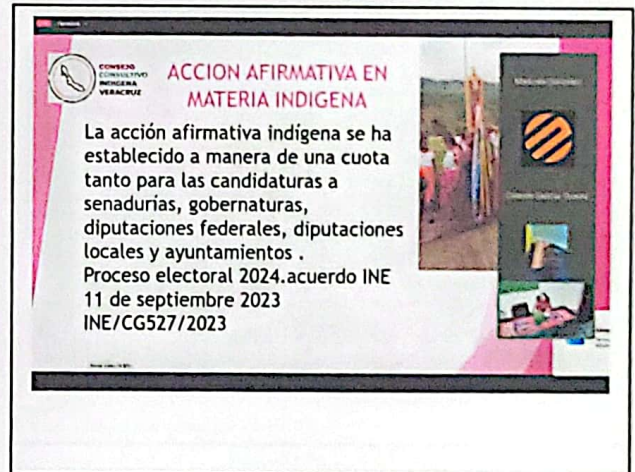 CONSEJO
CONSULTIVO
INDIGENA
VERACRUZ
ACCION AFIRMATIVA EN
MATERIA INDIGENA
La acción afirmativa indígena se ha
establecido a manera de una cuota
tanto para las candidaturas a
senadurías, gobernaturas,
diputaciones federales, diputaciones
locales y ayuntamientos .
Proceso electoral 2024.acuerdo INE
11 de septiembre 2023
INE/CG527/2023